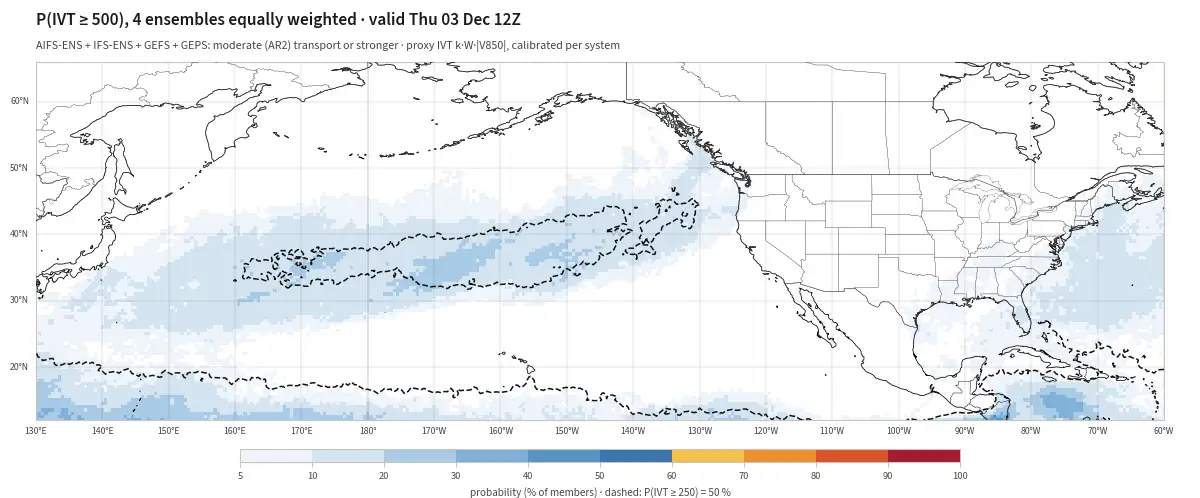 P(IVT ≥ 500), 4 ensembles equally weighted · valid Thu 03 Dec 12Z
AIFS-ENS + IFS-ENS + GEFS + GEPS: moderate (AR2) transport or stronger · proxy IVT k·W·|V850|, calibrated per system
60°N
50°N
40°N
30°N
20°N
130°E 140°E 150°E 160°E 170°E 180° 170°W 160°W 150°W 140°W 130°W 120°W 110°W 100°W 90°W 80°W 70°W 60°W
5 10 20 30 40 50 60 70 80 90 100
probability (% of members) · dashed: P(IVT ≥ 250) = 50 %